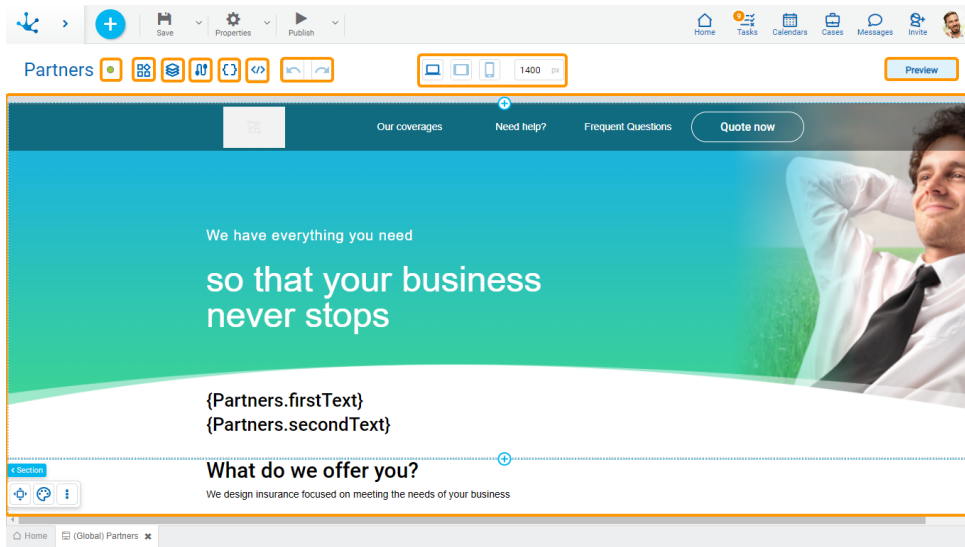 Save
Properties
Publish
Home
9
Tasks
Calendars
Cases
Messages
Invite
Partners
1400 px
Preview
Our coverages
Need help?
Frequent Questions
Quote now
We have everything you need
so that your business
never stops
{Partners.firstText}
{Partners.secondText}
Section
What do we offer you?
We design insurance focused on meeting the needs of your business
Home
(Global) Partners